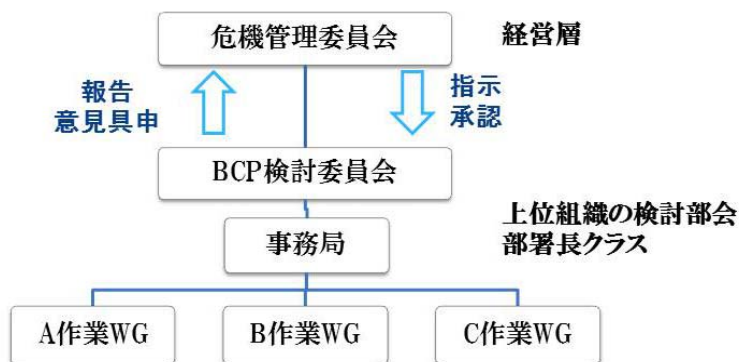 危機管理委員会
経営層
報告
意見具申
指示
承認
BCP検討委員会
上位組織の検討部会
部署長クラス
事務局
A作業WG
B作業WG
C作業WG